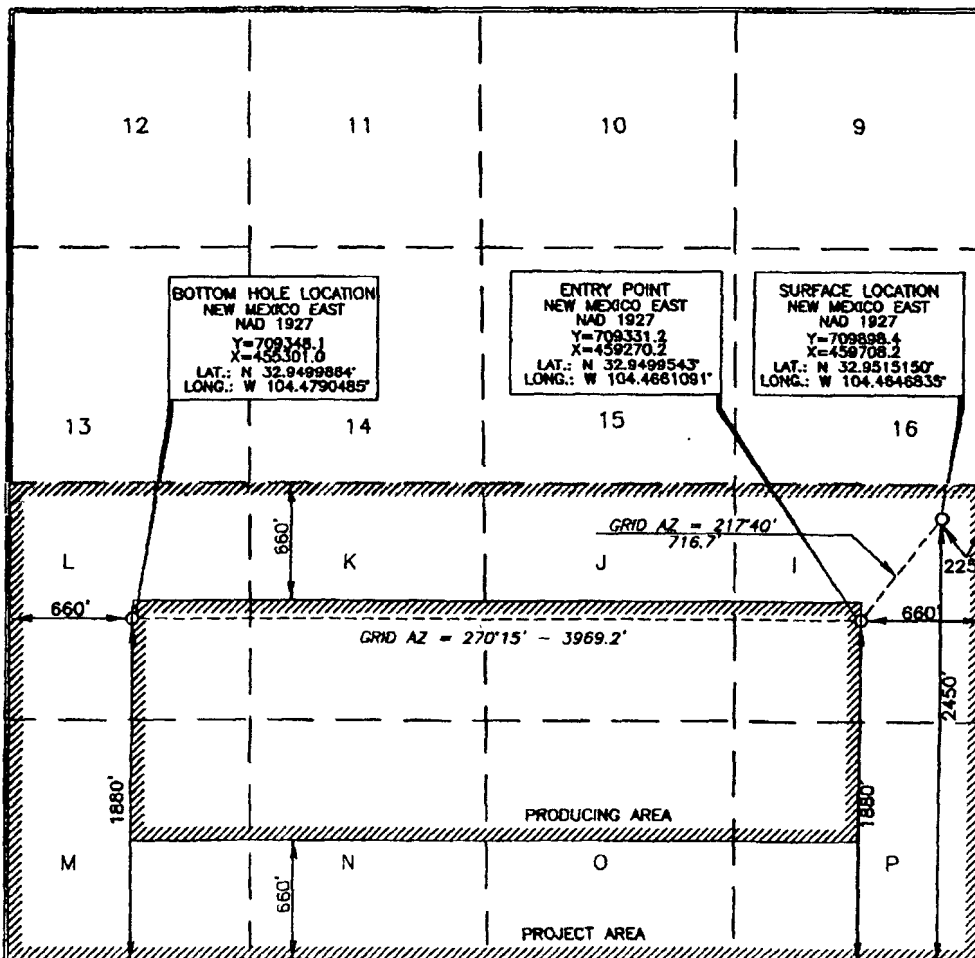 12
11
10
9
BOTTOM HOLE LOCATION
NEW MEXICO EAST
NAD 1927
Y=709348.1
X=455301.0
LAT.: N 32.9499884°
LONG.: W 104.4790485°
ENTRY POINT
NEW MEXICO EAST
NAD 1927
Y=709331.2
X=459270.2
LAT.: N 32.9499543°
LONG.: W 104.4661091°
SURFACE LOCATION
NEW MEXICO EAST
NAD 1927
Y=709898.4
X=459708.2
LAT.: N 32.9515150°
LONG.: W 104.4646835°
13
14
15
16
660'
GRID AZ = 217°40'
716.7'
L
K
J
I
225
660'
660'
GRID AZ = 270°15' ~ 3969.2'
2450'
1880'
1880'
PRODUCING AREA
M
N
O
P
660'
PROJECT AREA